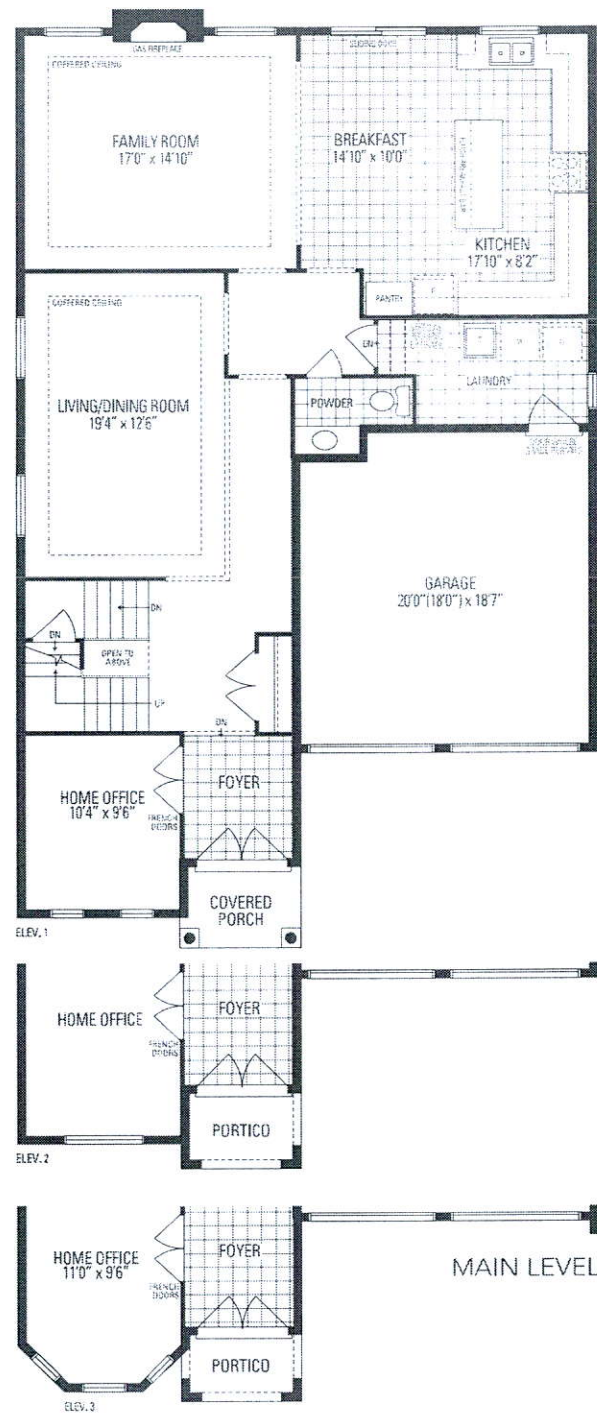 GAS FIREPLACE
SLIDING DOOR
COFFERED CEILING
FAMILY ROOM
17'0" x 14'10"
BREAKFAST
14'10" x 10'0"
KITCHEN
17'10" x 8'2"
PANTRY
F
COFFERED CEILING
DN
LAUNDRY
LIVING/DINING ROOM
19'4" x 12'6"
POWDER
GARAGE
20'0"(18'0") x 18'7"
DN
DN
OPEN TO
ABOVE
UP
DN
FOYER
HOME OFFICE
10'4" x 9'6"
FRENCH
DOORS
COVERED
PORCH
ELEV. 1
HOME OFFICE
FOYER
FRENCH
DOORS
PORTICO
ELEV. 2
HOME OFFICE
11'0" x 9'6"
FOYER
FRENCH
DOORS
MAIN LEVEL
PORTICO
ELEV. 3